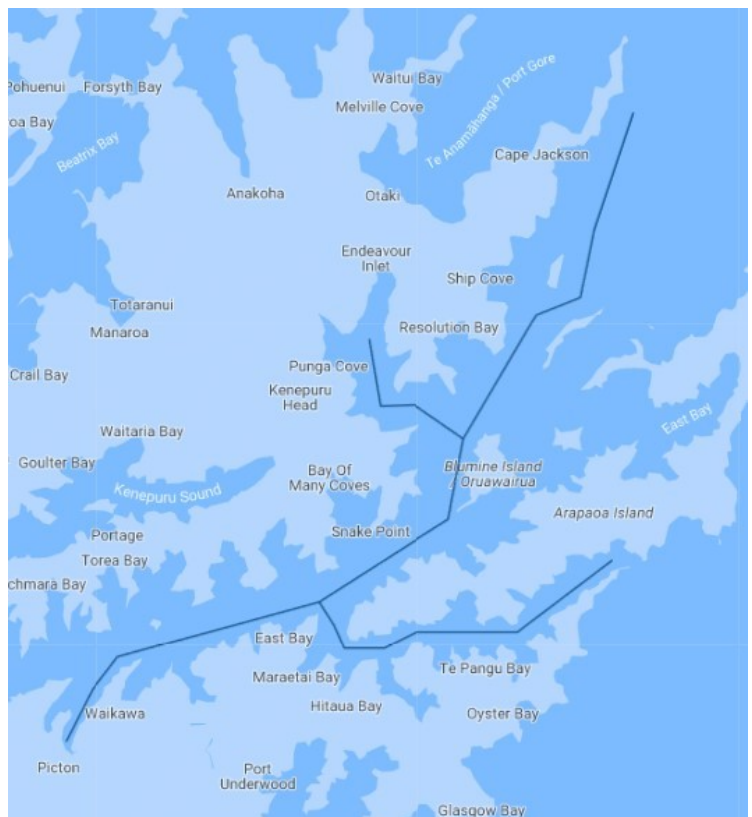 Waitui Bay
Te Anamāhanga / Port Gore
Pohuenui
Forsyth Bay
Melville Cove
oa Bay
Beatrix Bay
Cape Jackson
Anakoha
Otaki
Endeavour
Inlet
Ship Cove
Totaranui
Manaroa
Resolution Bay
Punga Cove
Crail Bay
Kenepuru
Head
East Bay
Waitaria Bay
Goulter Bay
Bay Of
Many Coves
Blumine Island
/ Oruawairua
Kenepuru Sound
Arapaoa Island
Snake Point
Portage
Torea Bay
chmara Bay
East Bay
Maraetai Bay
Te Pangu Bay
Waikawa
Hitaua Bay
Oyster Bay
Picton
Port
Underwood
Glasgow Bay